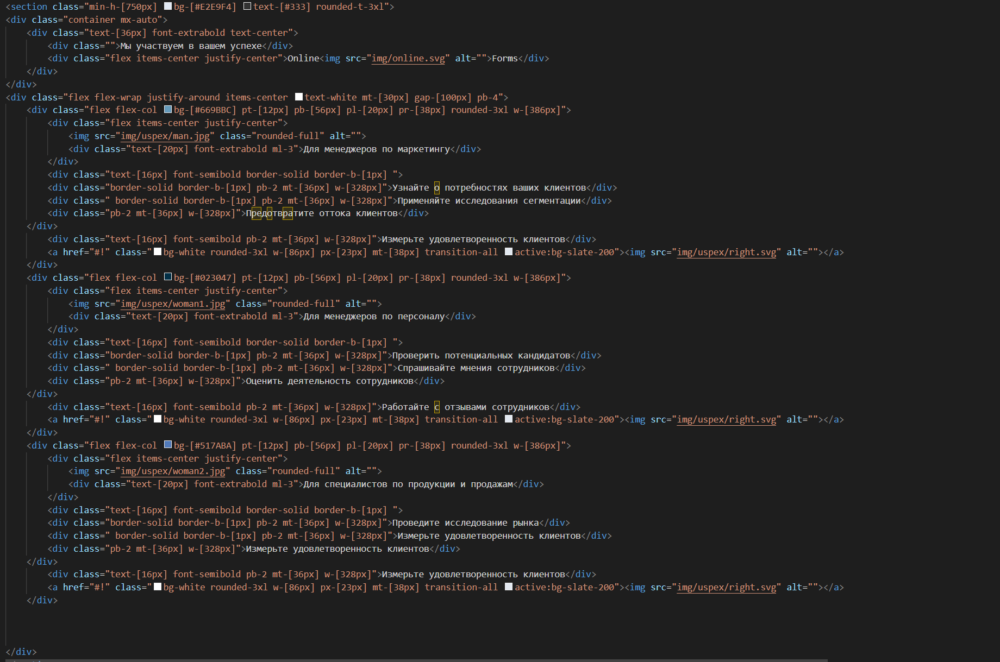 <section class="min-h-[750px] bg-[#E2E9F4] text-[#333] rounded-t-3xl">
<div class="container mx-auto">
<div class="text-[36px] font-extrabold text-center">
<div class="">Мы участвуем в вашем успехе</div>
<div class="flex items-center justify-center">Online<img src="img/online.svg" alt="">Forms</div>
</div>
</div>
<div class="flex flex-wrap justify-around items-center text-white mt-[30px] gap-[100px] pb-4">
<div class="flex flex-col bg-[#669BBC] pt-[12px] pb-[56px] pl-[20px] pr-[38px] rounded-3xl w-[386px]">
<div class="flex items-center justify-center">
<img src="img/uspex/man.jpg" class="rounded-full" alt="">
<div class="text-[20px] font-extrabold ml-3">Для менеджеров по маркетингу</div>
</div>
<div class="text-[16px] font-semibold border-solid border-b-[1px] ">
<div class="border-solid border-b-[1px] pb-2 mt-[36px] w-[328px]">Узнайте о потребностях ваших клиентов</div>
<div class=" border-solid border-b-[1px] pb-2 mt-[36px] w-[328px]">Применяйте исследования сегментации</div>
<div class="pb-2 mt-[36px] w-[328px]">Предотвратите оттока клиентов</div>
</div>
<div class="text-[16px] font-semibold pb-2 mt-[36px] w-[328px]">Измерьте удовлетворенность клиентов</div>
<a href="#!" class="bg-white rounded-3xl w-[86px] px-[23px] mt-[38px] transition-all active:bg-slate-200"><img src="img/uspex/right.svg" alt=""></a>
</div>
<div class="flex flex-col bg-[#023047] pt-[12px] pb-[56px] pl-[20px] pr-[38px] rounded-3xl w-[386px]">
<div class="flex items-center justify-center">
<img src="img/uspex/woman1.jpg" class="rounded-full" alt="">
<div class="text-[20px] font-extrabold ml-3">Для менеджеров по персоналу</div>
</div>
<div class="text-[16px] font-semibold border-solid border-b-[1px] ">
<div class="border-solid border-b-[1px] pb-2 mt-[36px] w-[328px]">Проверить потенциальных кандидатов</div>
<div class=" border-solid border-b-[1px] pb-2 mt-[36px] w-[328px]">Спрашивайте мнения сотрудников</div>
<div class="pb-2 mt-[36px] w-[328px]">Оценить деятельность сотрудников</div>
</div>
<div class="text-[16px] font-semibold pb-2 mt-[36px] w-[328px]">Работайте с отзывами сотрудников</div>
<a href="#!" class="bg-white rounded-3xl w-[86px] px-[23px] mt-[38px] transition-all active:bg-slate-200"><img src="img/uspex/right.svg" alt=""></a>
</div>
<div class="flex flex-col bg-[#517ABA] pt-[12px] pb-[56px] pl-[20px] pr-[38px] rounded-3xl w-[386px]">
<div class="flex items-center justify-center">
<img src="img/uspex/woman2.jpg" class="rounded-full" alt="">
<div class="text-[20px] font-extrabold ml-3">Для специалистов по продукции и продажам</div>
</div>
<div class="text-[16px] font-semibold border-solid border-b-[1px] ">
<div class="border-solid border-b-[1px] pb-2 mt-[36px] w-[328px]">Проведите исследование рынка</div>
<div class=" border-solid border-b-[1px] pb-2 mt-[36px] w-[328px]">Измерьте удовлетворенность клиентов</div>
<div class="pb-2 mt-[36px] w-[328px]">Измерьте удовлетворенность клиентов</div>
</div>
<div class="text-[16px] font-semibold pb-2 mt-[36px] w-[328px]">Измерьте удовлетворенность клиентов</div>
<a href="#!" class="bg-white rounded-3xl w-[86px] px-[23px] mt-[38px] transition-all active:bg-slate-200"><img src="img/uspex/right.svg" alt=""></a>
</div>
</div>